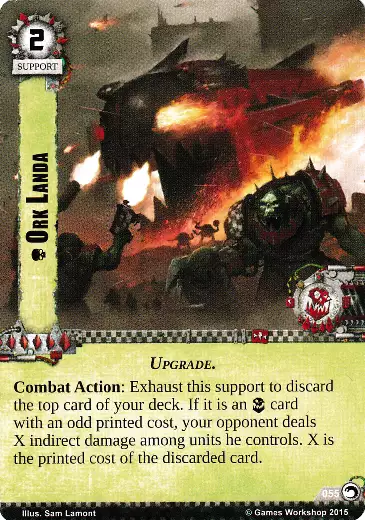 2
SUPPORT
ORK LANDA
UPGRADE.
Combat Action: Exhaust this support to discard
the top card of your deck. If it is an card
with an odd printed cost, your opponent deals
X indirect damage among units he controls. X is
the printed cost of the discarded card.
055
Illus. Sam Lamont
© Games Workshop 2015